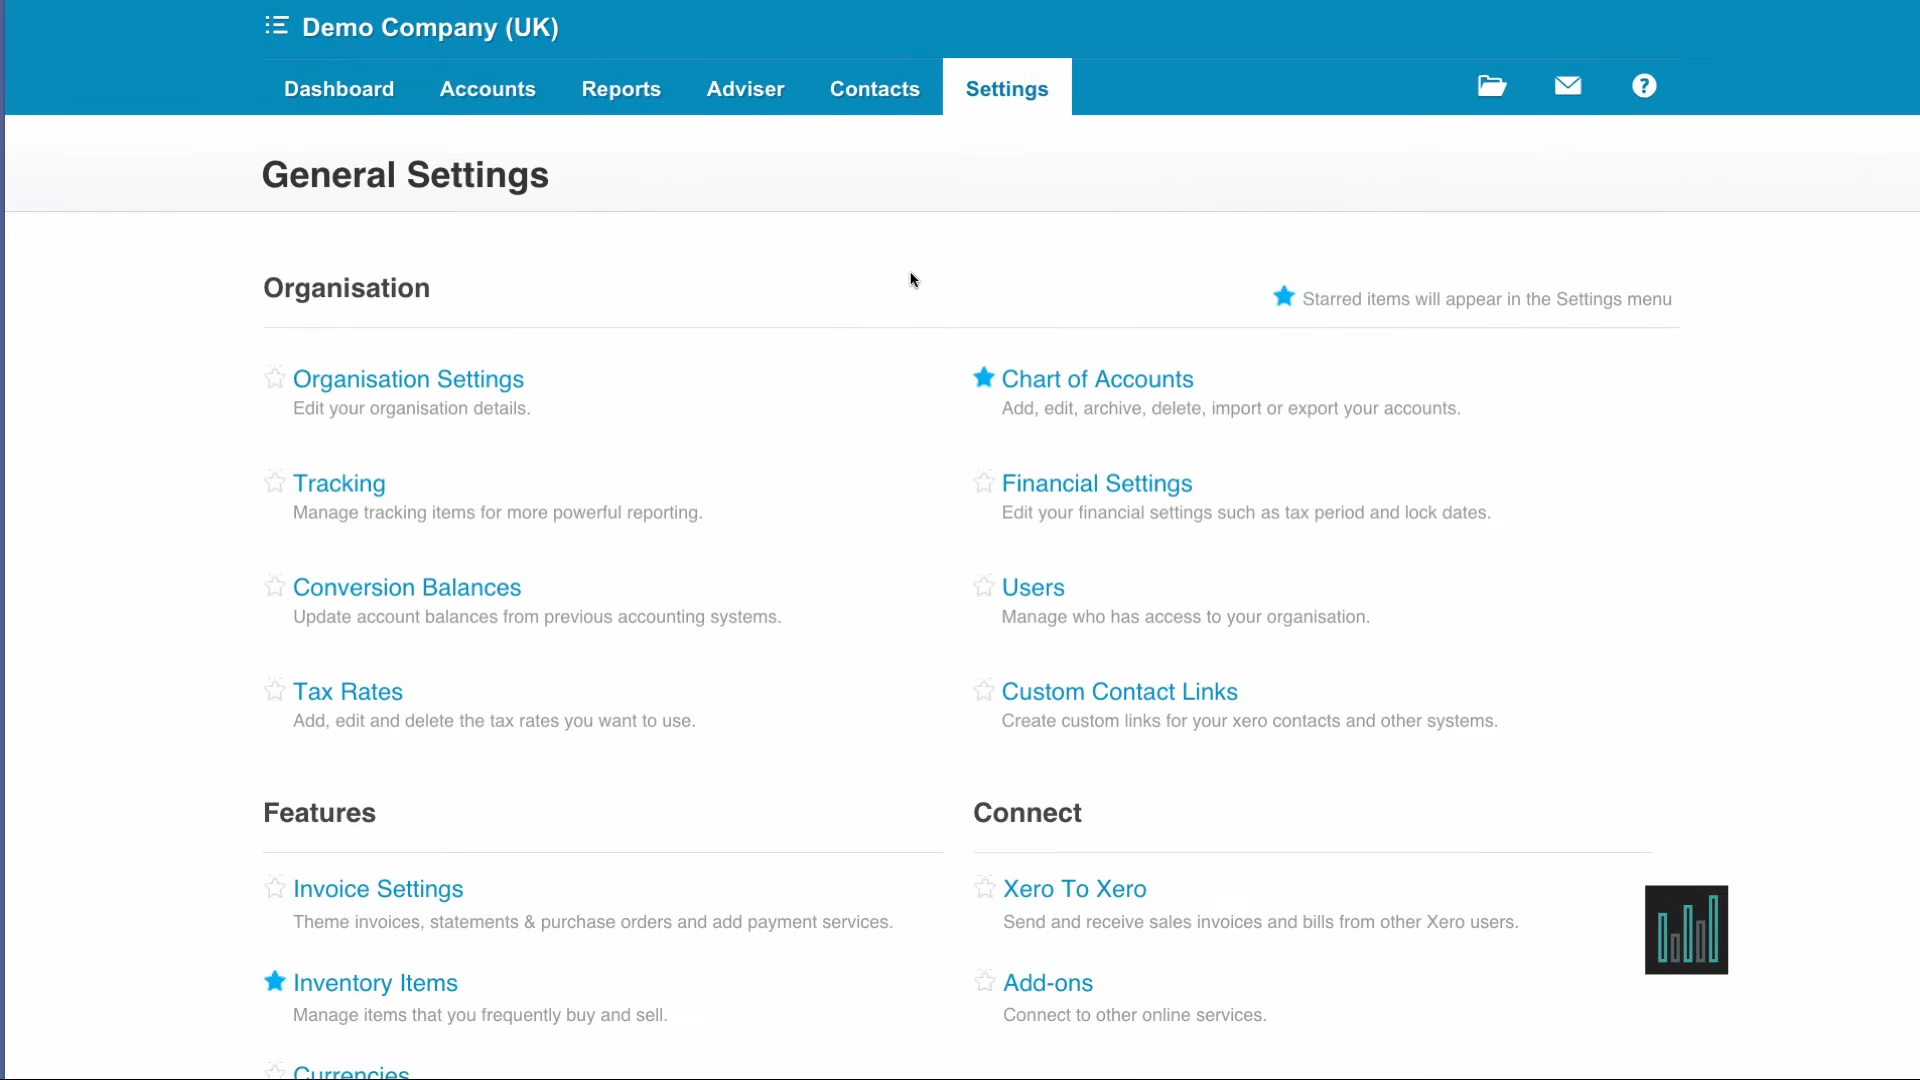 Demo Company (UK)
Dashboard Accounts Reports Adviser Contacts Settings
?
General Settings
Organisation
Starred items will appear in the Settings menu
Organisation Settings
Edit your organisation details.
Chart of Accounts
Add, edit, archive, delete, import or export your accounts.
Tracking
Manage tracking items for more powerful reporting.
Financial Settings
Edit your financial settings such as tax period and lock dates.
Conversion Balances
Update account balances from previous accounting systems.
Users
Manage who has access to your organisation.
Tax Rates
Add, edit and delete the tax rates you want to use.
Custom Contact Links
Create custom links for your xero contacts and other systems.
Features
Invoice Settings
Theme invoices, statements & purchase orders and add payment services.
Inventory Items
Manage items that you frequently buy and sell.
Currencies
Connect
Xero To Xero
Send and receive sales invoices and bills from other Xero users.
Add-ons
Connect to other online services.